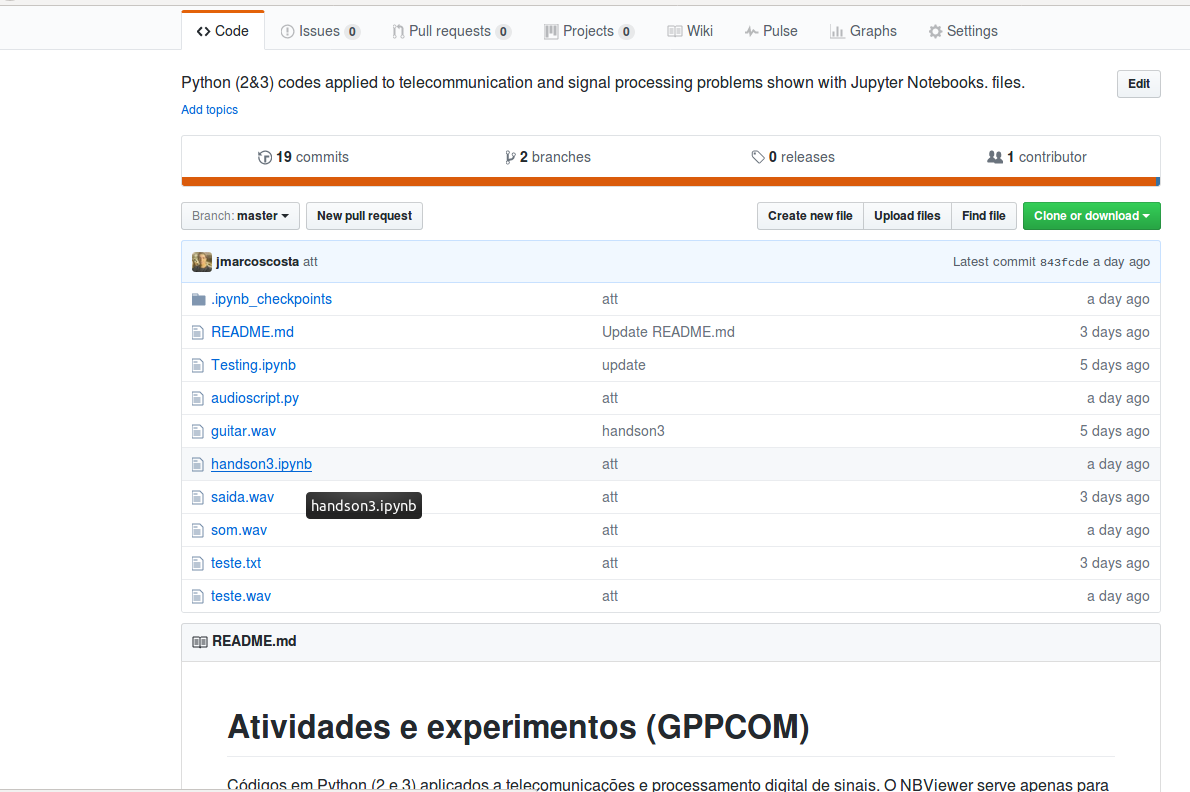 Code Issues 0 Pull requests 0 Projects 0 Wiki Pulse Graphs Settings
Python (2&3) codes applied to telecommunication and signal processing problems shown with Jupyter Notebooks. files.
Edit
Add topics
19 commits 2 branches 0 releases 1 contributor
Branch: master New pull request Create new file Upload files Find file Clone or download
jmarcoscosta att Latest commit 843fcde a day ago
.ipynb_checkpoints att a day ago
README.md Update README.md 3 days ago
Testing.ipynb update 5 days ago
audioscript.py att a day ago
guitar.wav handson3 5 days ago
handson3.ipynb att a day ago
saida.wav att 3 days ago
handson3.ipynb
som.wav att a day ago
teste.txt att 3 days ago
teste.wav att a day ago
README.md
Atividades e experimentos (GPPCOM)
Códigos em Python (2 e 3) aplicados a telecomunicações e processamento digital de sinais. O NBViewer serve apenas para